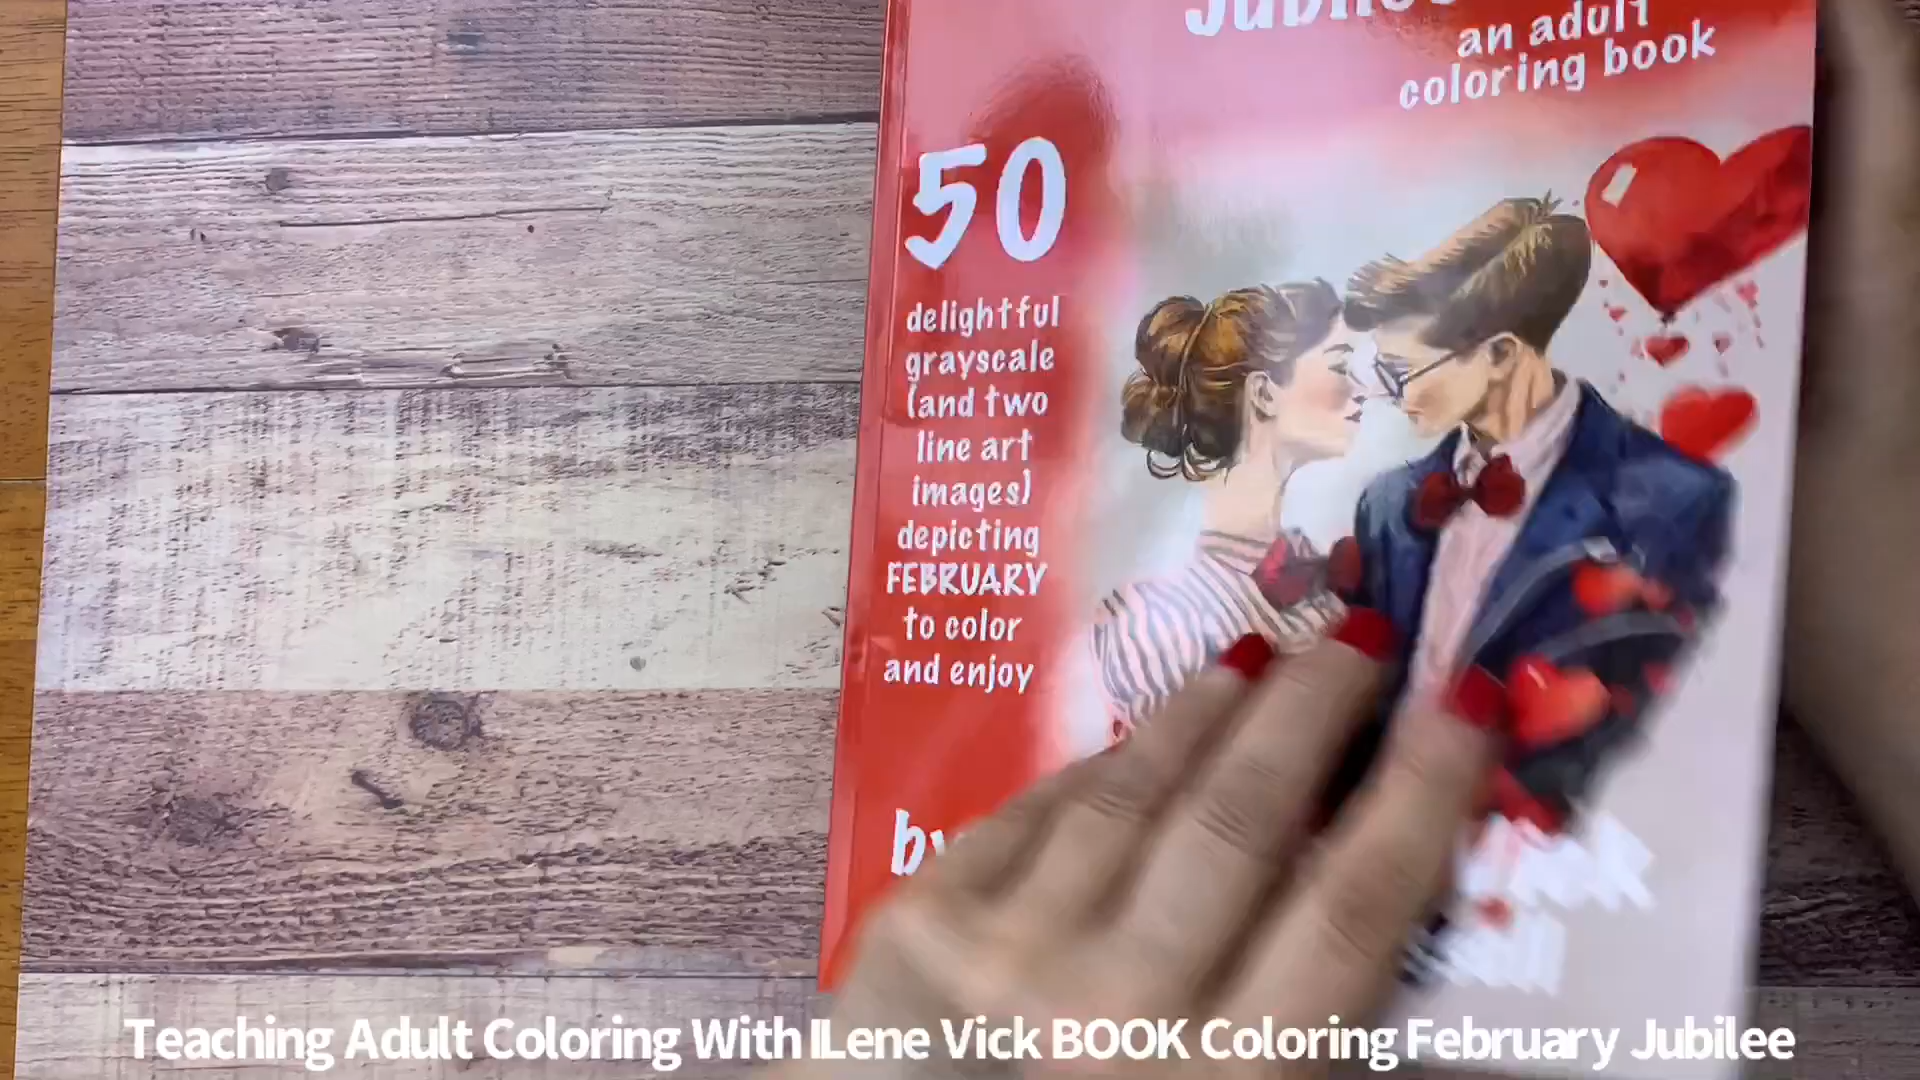 an adult
coloring book
50
delightful
grayscale
(and two
line art
images)
depicting
FEBRUARY
to color
and enjoy
by
Teaching Adult Coloring With ILene Vick BOOK Coloring February Jubilee